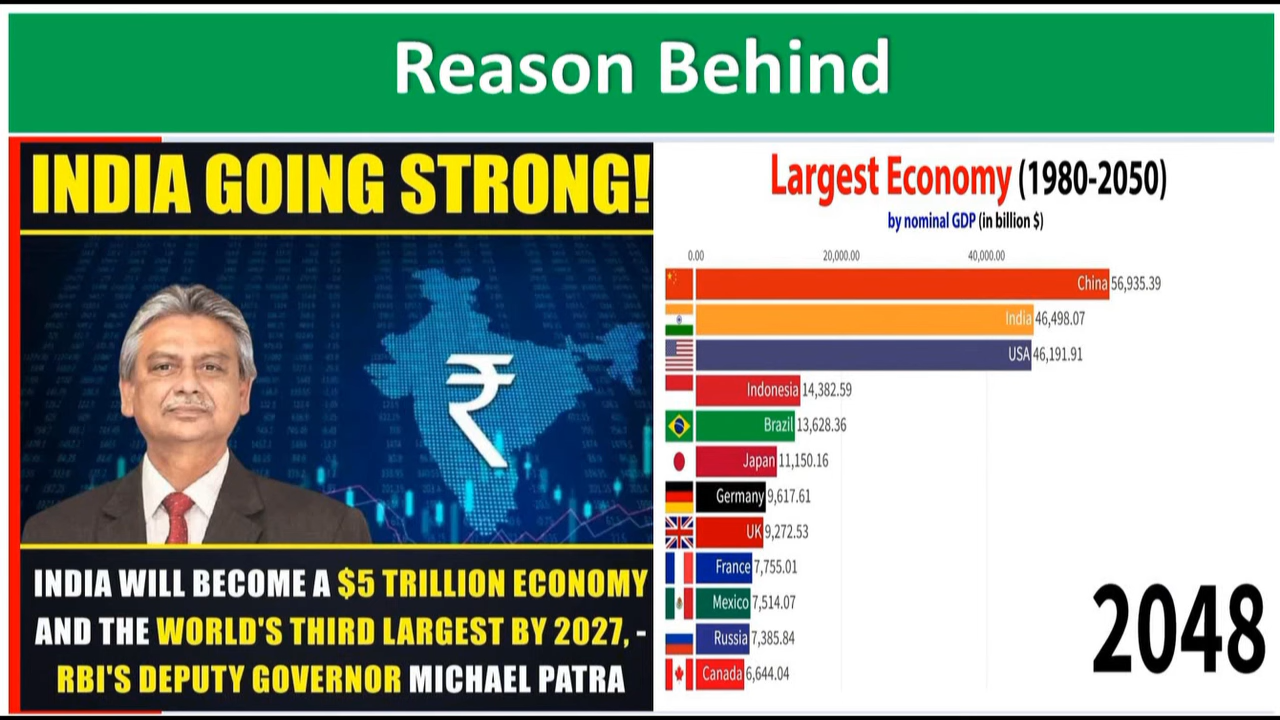 Reason Behind
INDIA GOING STRONG!
₹
INDIA WILL BECOME A $5 TRILLION ECONOMY
AND THE WORLD'S THIRD LARGEST BY 2027, -
RBI'S DEPUTY GOVERNOR MICHAEL PATRA
Largest Economy (1980-2050)
by nominal GDP (in billion $)
0.00 20,000.00 40,000.00
China 56,935.39
India 46,498.07
USA 46,191.91
Indonesia 14,382.59
Brazil 13,628.36
Japan 11,150.16
Germany 9,617.61
UK 9,272.53
France 7,755.01
Mexico 7,514.07
Russia 7,385.84
Canada 6,644.04
2048